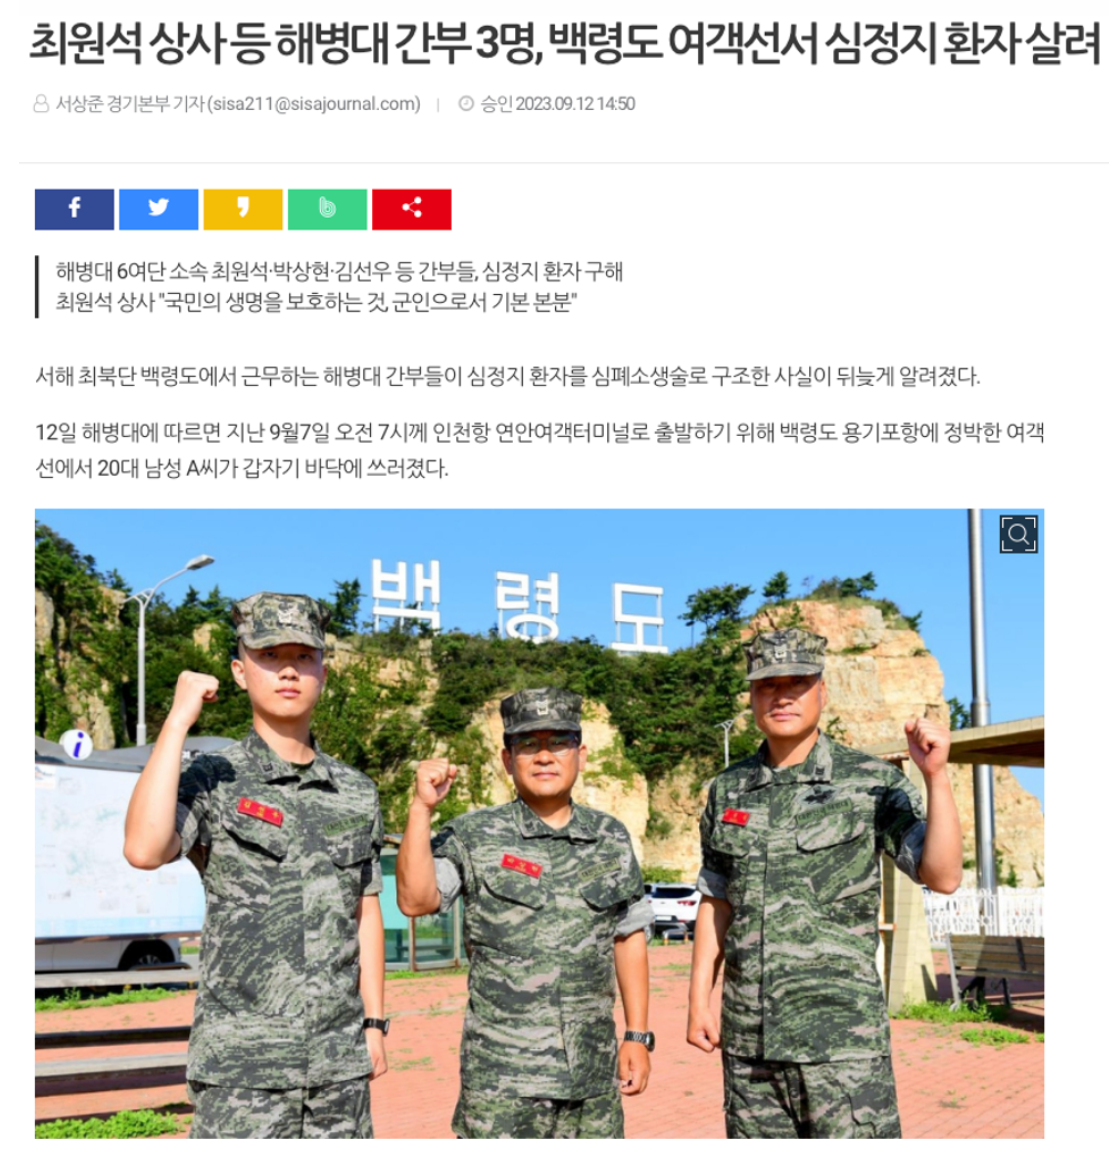 최원석 상사 등 해병대 간부 3명, 백령도 여객선서 심정지 환자 살려
서상준 경기본부 기자 (sisa211@sisajournal.com) | 승인 2023.09.12 14:50
해병대 6여단 소속 최원석·박상현·김선우 등 간부들, 심정지 환자 구해
최원석 상사 "국민의 생명을 보호하는 것, 군인으로서 기본 본분"
서해 최북단 백령도에서 근무하는 해병대 간부들이 심정지 환자를 심폐소생술로 구조한 사실이 뒤늦게 알려졌다.
12일 해병대에 따르면 지난 9월7일 오전 7시께 인천항 연안여객터미널로 출발하기 위해 백령도 용기포항에 정박한 여객
선에서 20대 남성 A씨가 갑자기 바닥에 쓰러졌다.
백령도